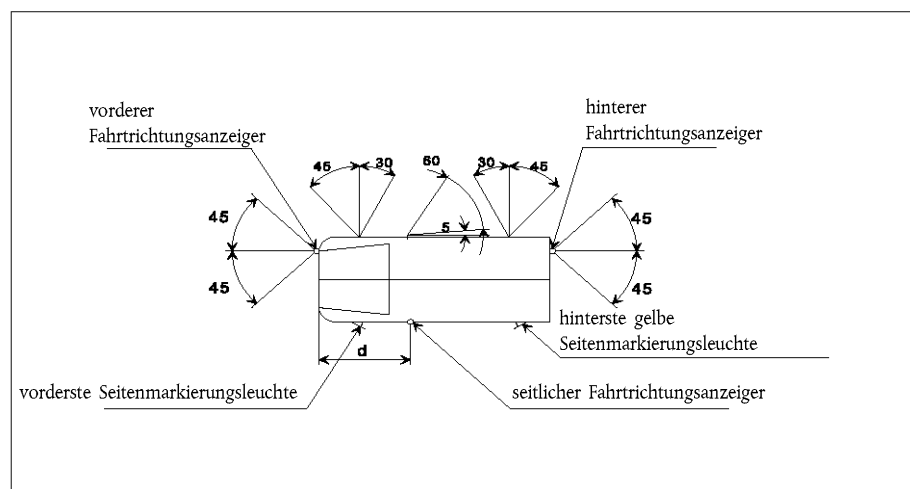 vorderer
Fahrtrichtungsanzeiger
hinterer
Fahrtrichtungsanzeiger
45
30
60
30
45
45
5
45
45
45
hinterste gelbe
Seitenmarkierungsleuchte
d
vorderste Seitenmarkierungsleuchte
seitlicher Fahrtrichtungsanzeiger